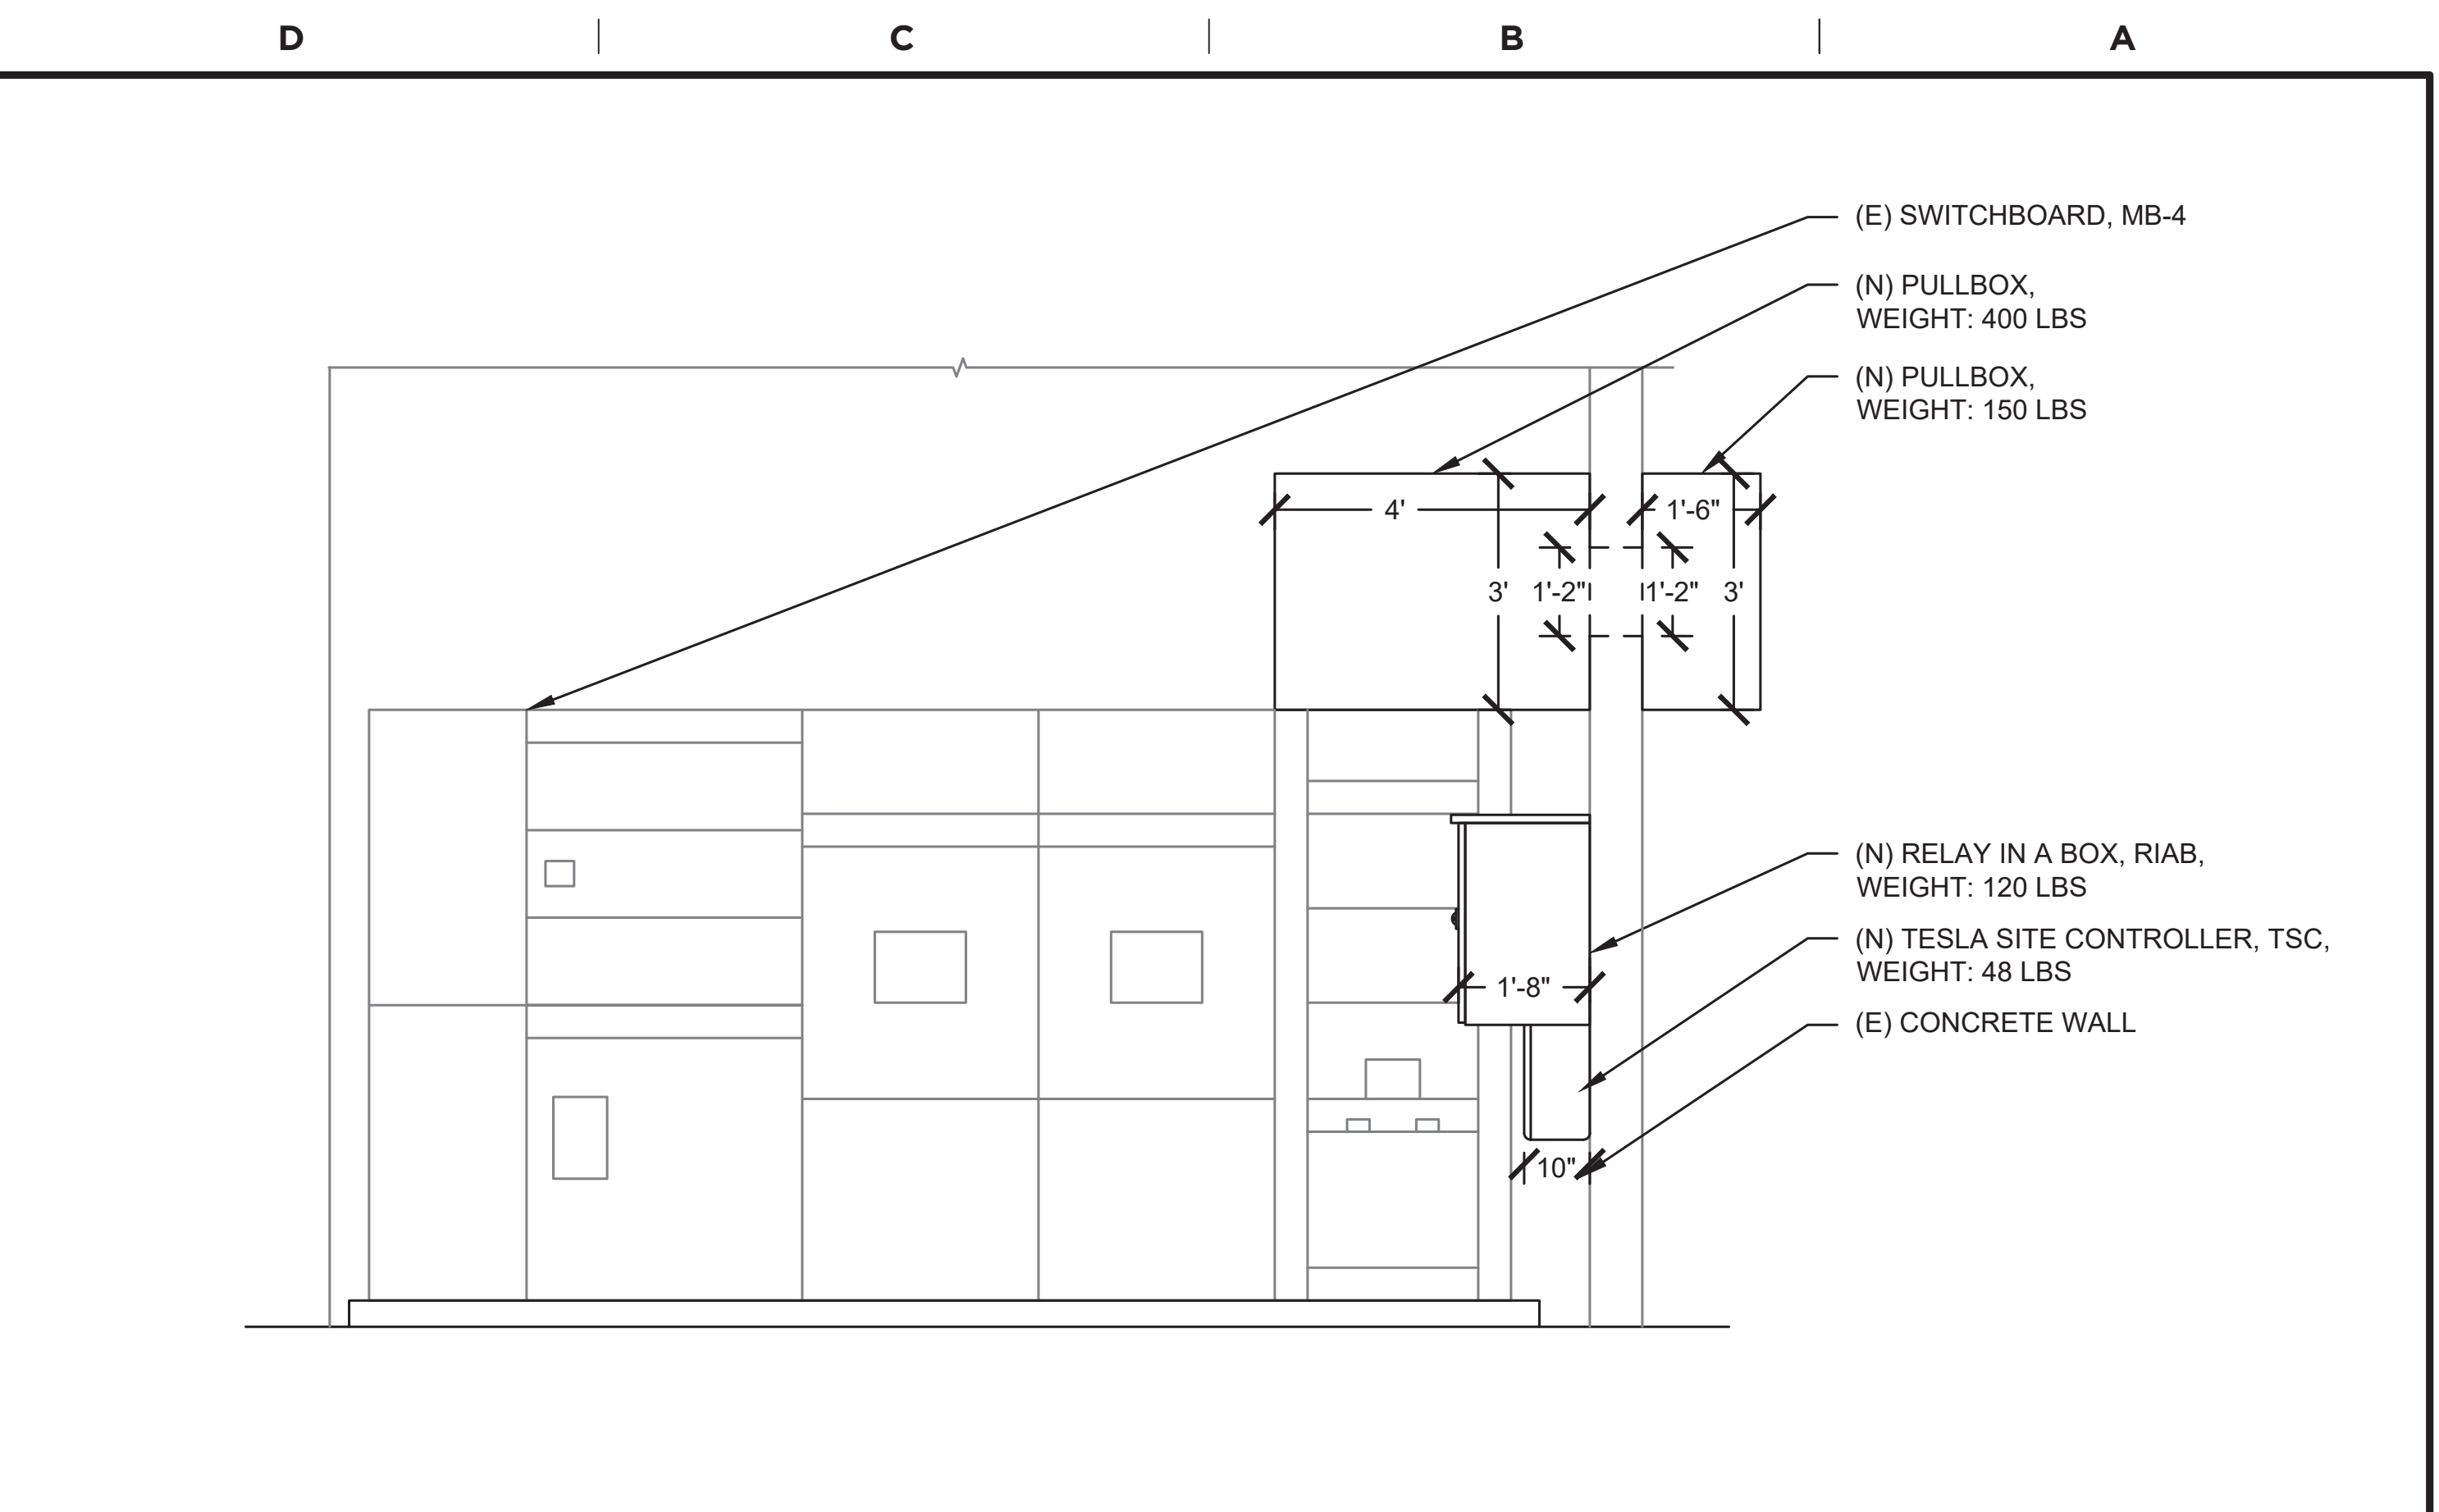 D C B A
(E) SWITCHBOARD, MB-4
(N) PULLBOX,
WEIGHT: 400 LBS
(N) PULLBOX,
WEIGHT: 150 LBS
4'
1'-6"
3'
1'-2"
1'-2"
3'
(N) RELAY IN A BOX, RIAB,
WEIGHT: 120 LBS
(N) TESLA SITE CONTROLLER, TSC,
WEIGHT: 48 LBS
1'-8"
(E) CONCRETE WALL
10"